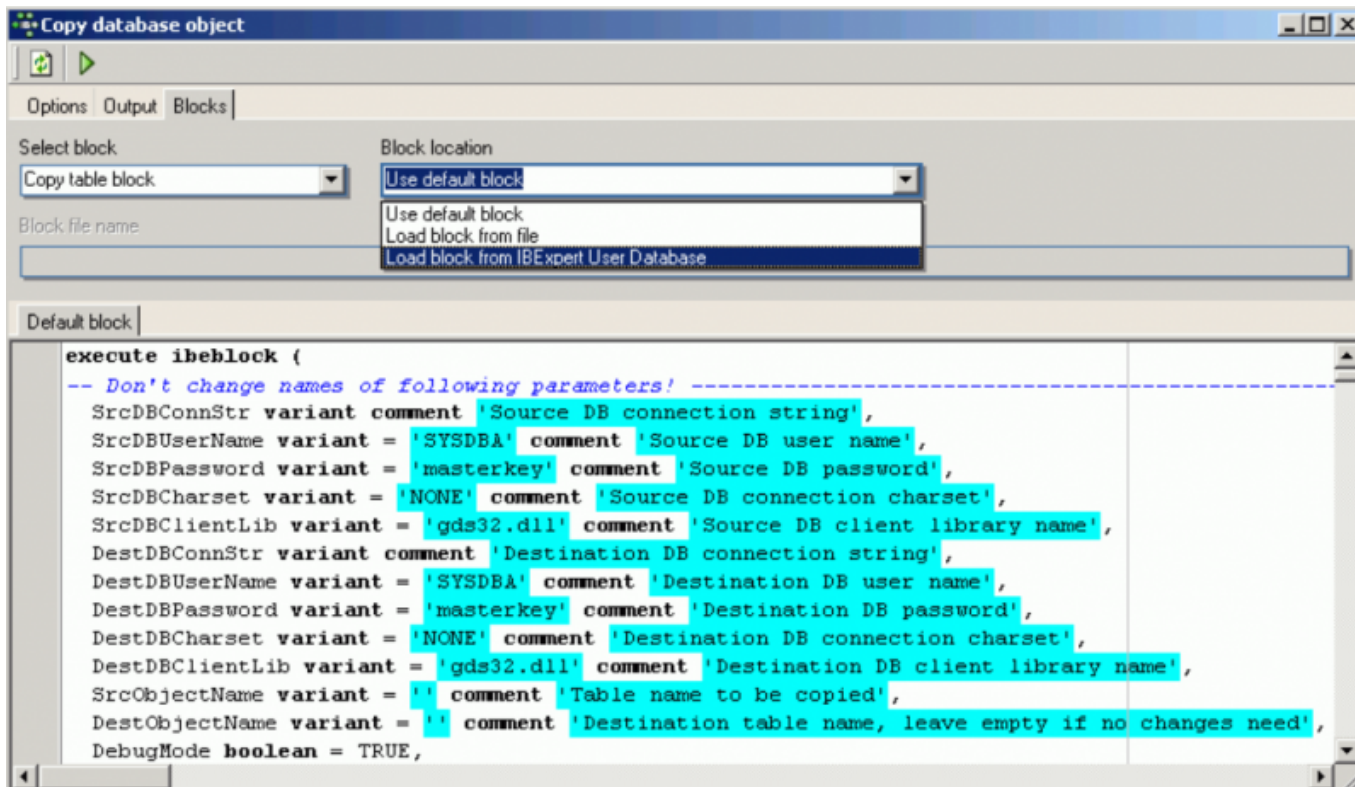 Copy database object
Options Output Blocks
Select block Block location
Copy table block Use default block
Use default block
Block file name
Load block from file
Load block from IBExpert User Database
Default block
execute ibeblock (
-- Don't change names of following parameters! --------------------------------------------------
SrcDBConnStr variant comment 'Source DB connection string',
SrcDBUserName variant = 'SYSDBA' comment 'Source DB user name',
SrcDBPassword variant = 'masterkey' comment 'Source DB password',
SrcDBCharset variant = 'NONE' comment 'Source DB connection charset',
SrcDBClientLib variant = 'gds32.dll' comment 'Source DB client library name',
DestDBConnStr variant comment 'Destination DB connection string',
DestDBUserName variant = 'SYSDBA' comment 'Destination DB user name',
DestDBPassword variant = 'masterkey' comment 'Destination DB password',
DestDBCharset variant = 'NONE' comment 'Destination DB connection charset',
DestDBClientLib variant = 'gds32.dll' comment 'Destination DB client library name',
SrcObjectName variant = '' comment 'Table name to be copied',
DestObjectName variant = '' comment 'Destination table name, leave empty if no changes need',
DebugMode boolean = TRUE,